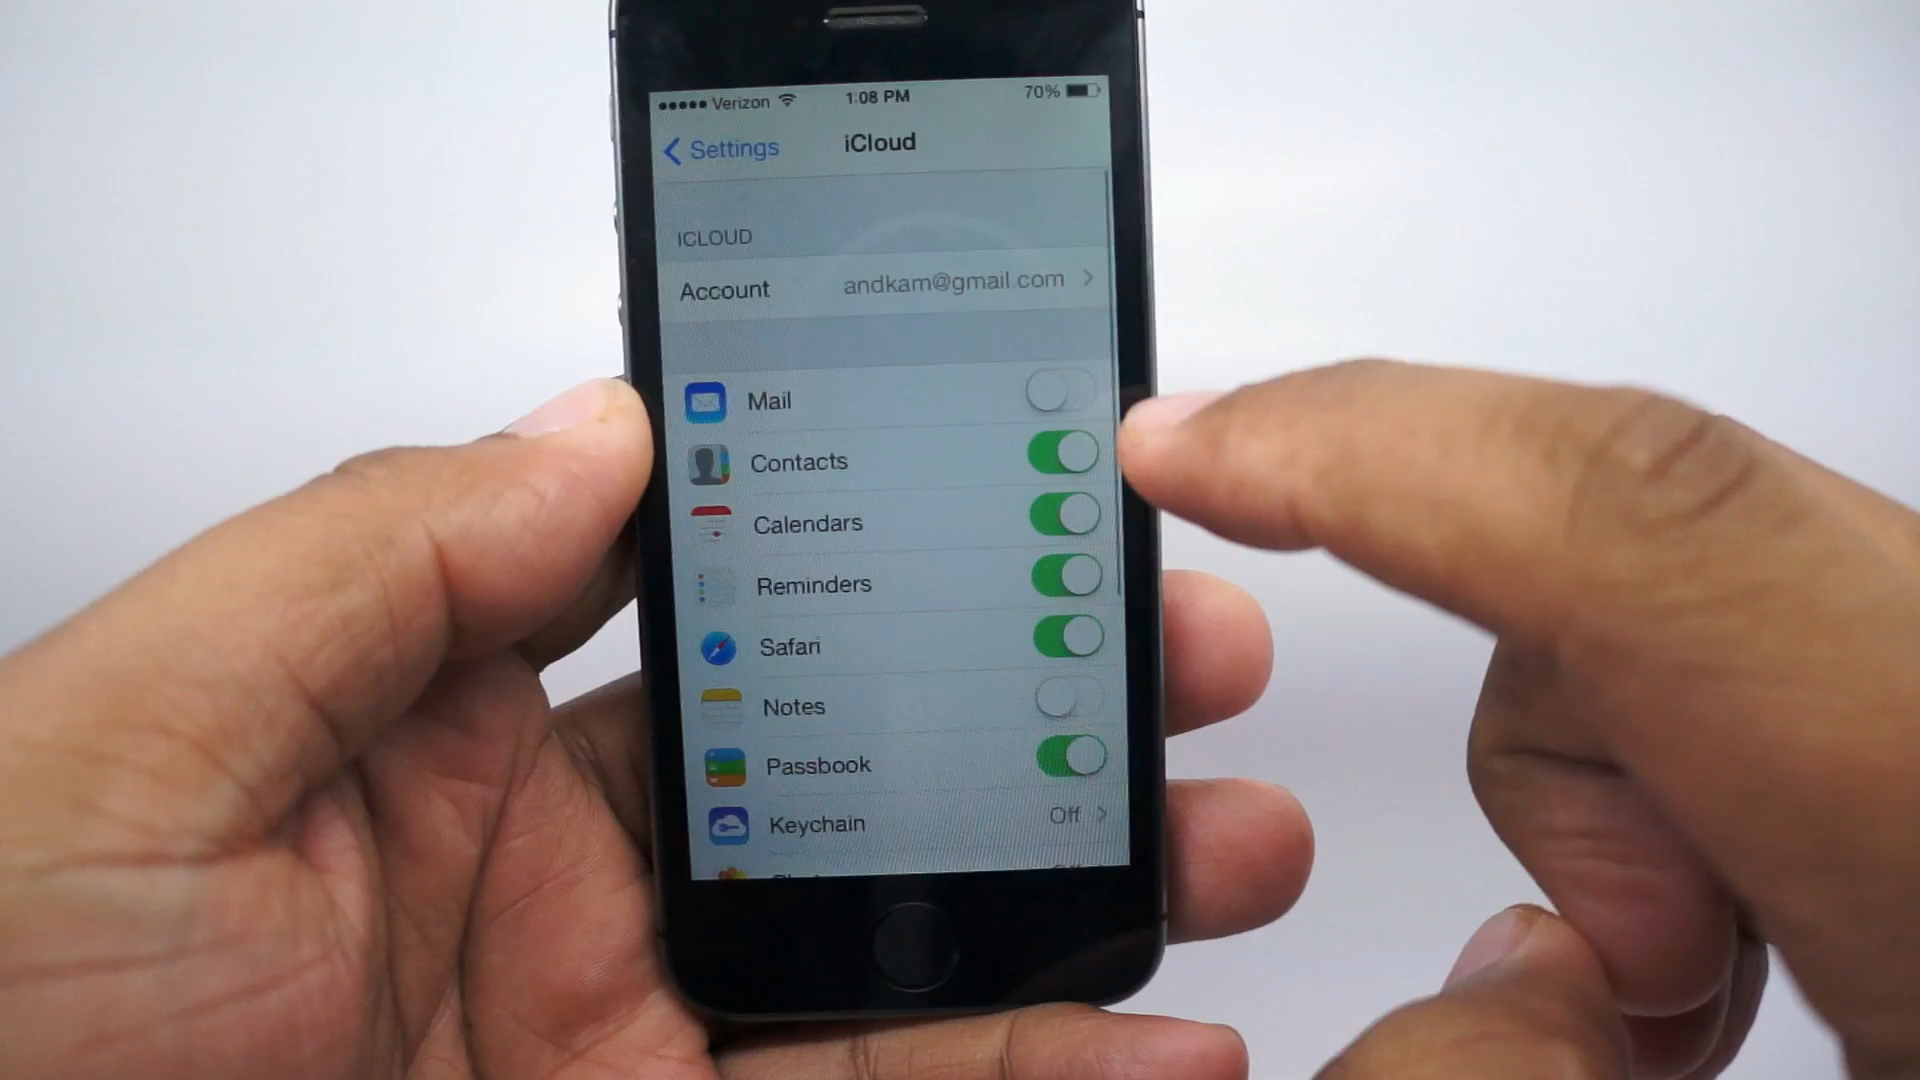 Verizon 1:08 PM 70%
Settings iCloud
ICLOUD
Account andkam@gmail.com
Mail
Contacts
Calendars
Reminders
Safari
Notes
Passbook
Keychain Off